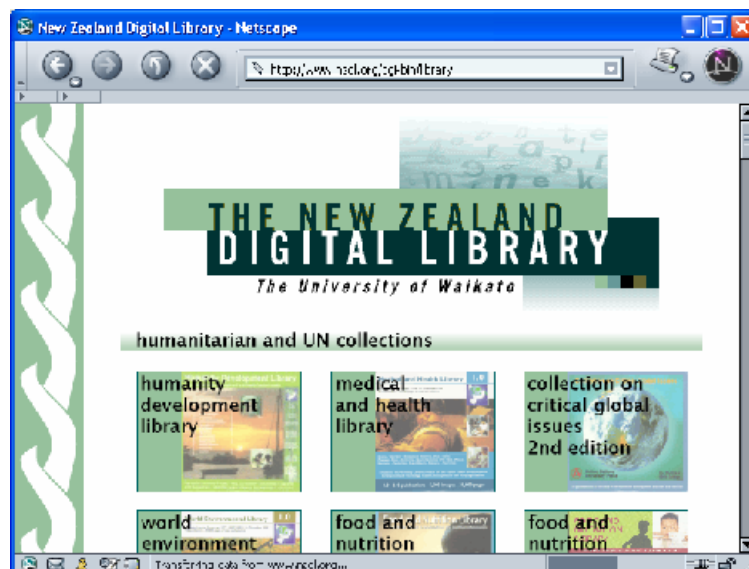 New Zealand Digital Library - Netscape
THE NEW ZEALAND
DIGITAL LIBRARY
The University of Waikato
humanitarian and UN collections
humanity
development
library
medical
and health
library
collection on
critical global
issues
2nd edition
world
environment
food and
nutrition
food and
nutrition